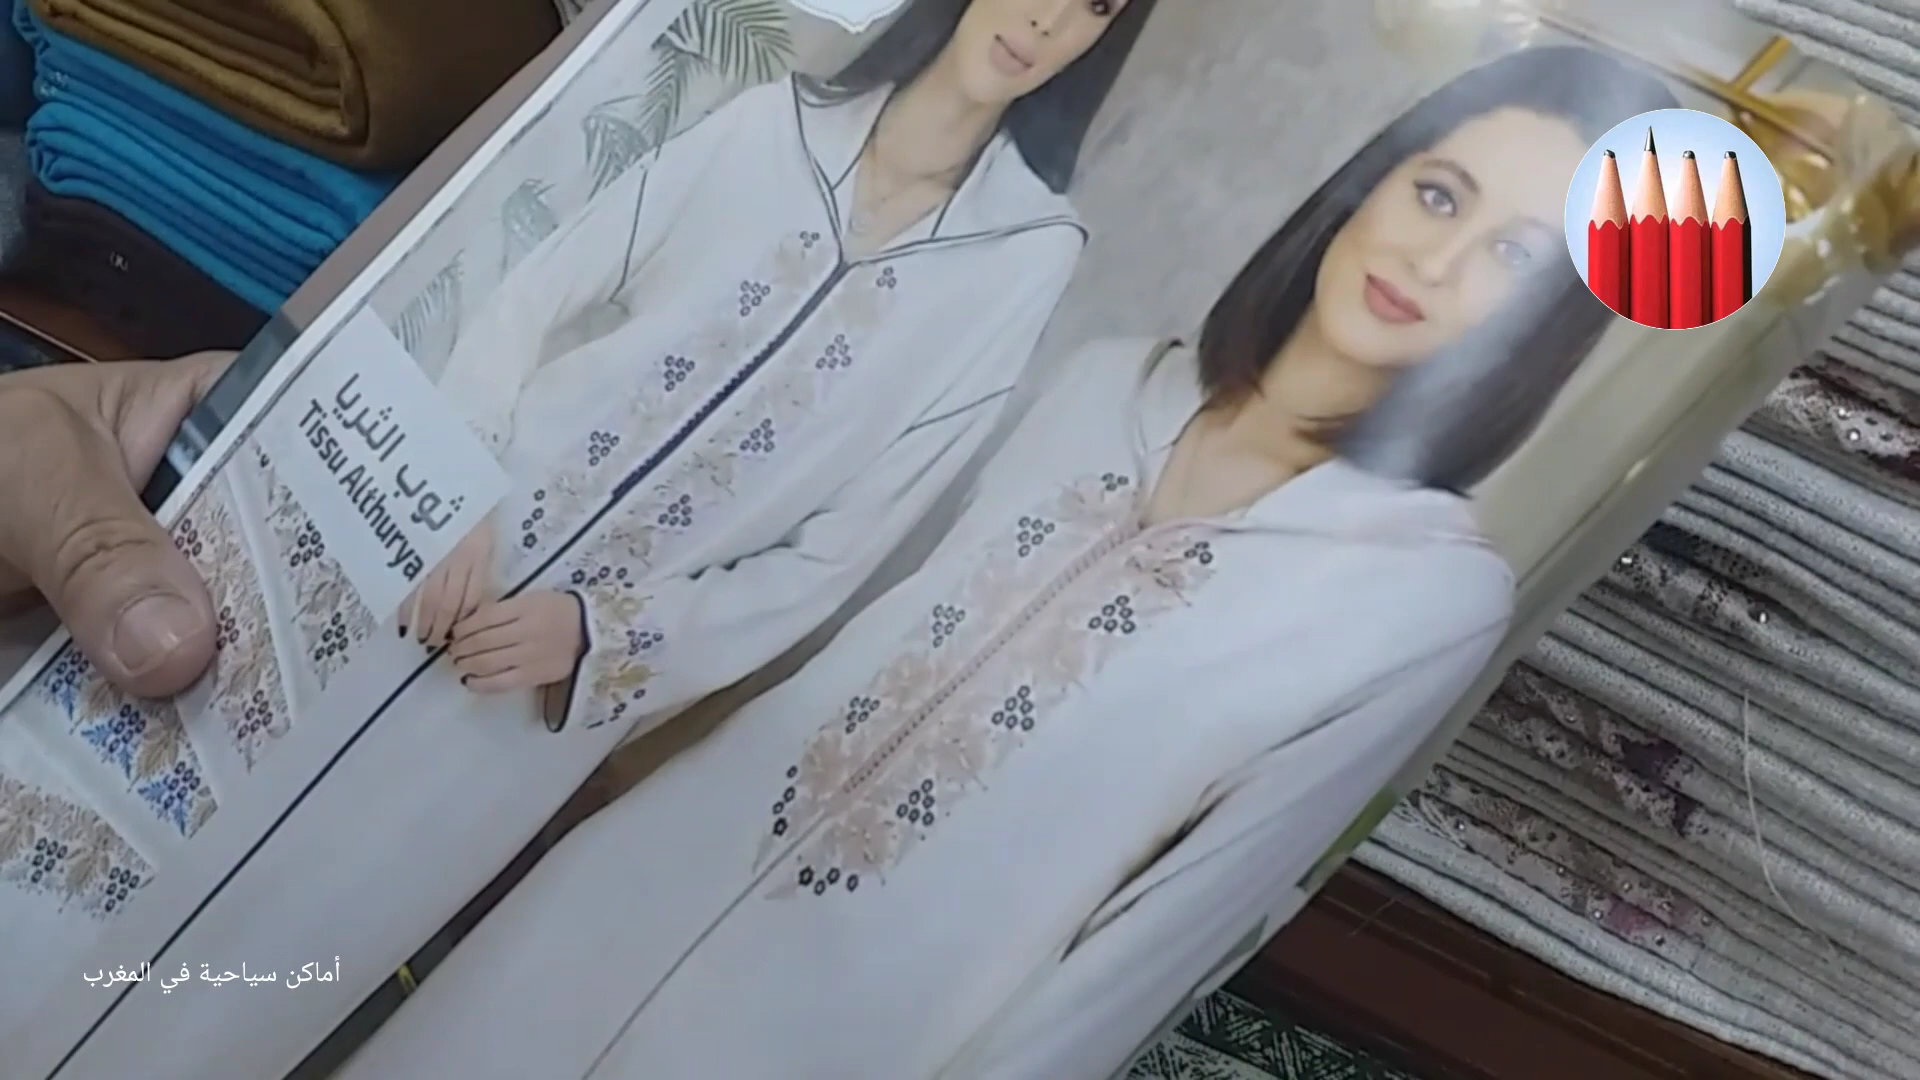 ثوب الثريا
Tissu Althurya
أماكن سياحية في المغرب